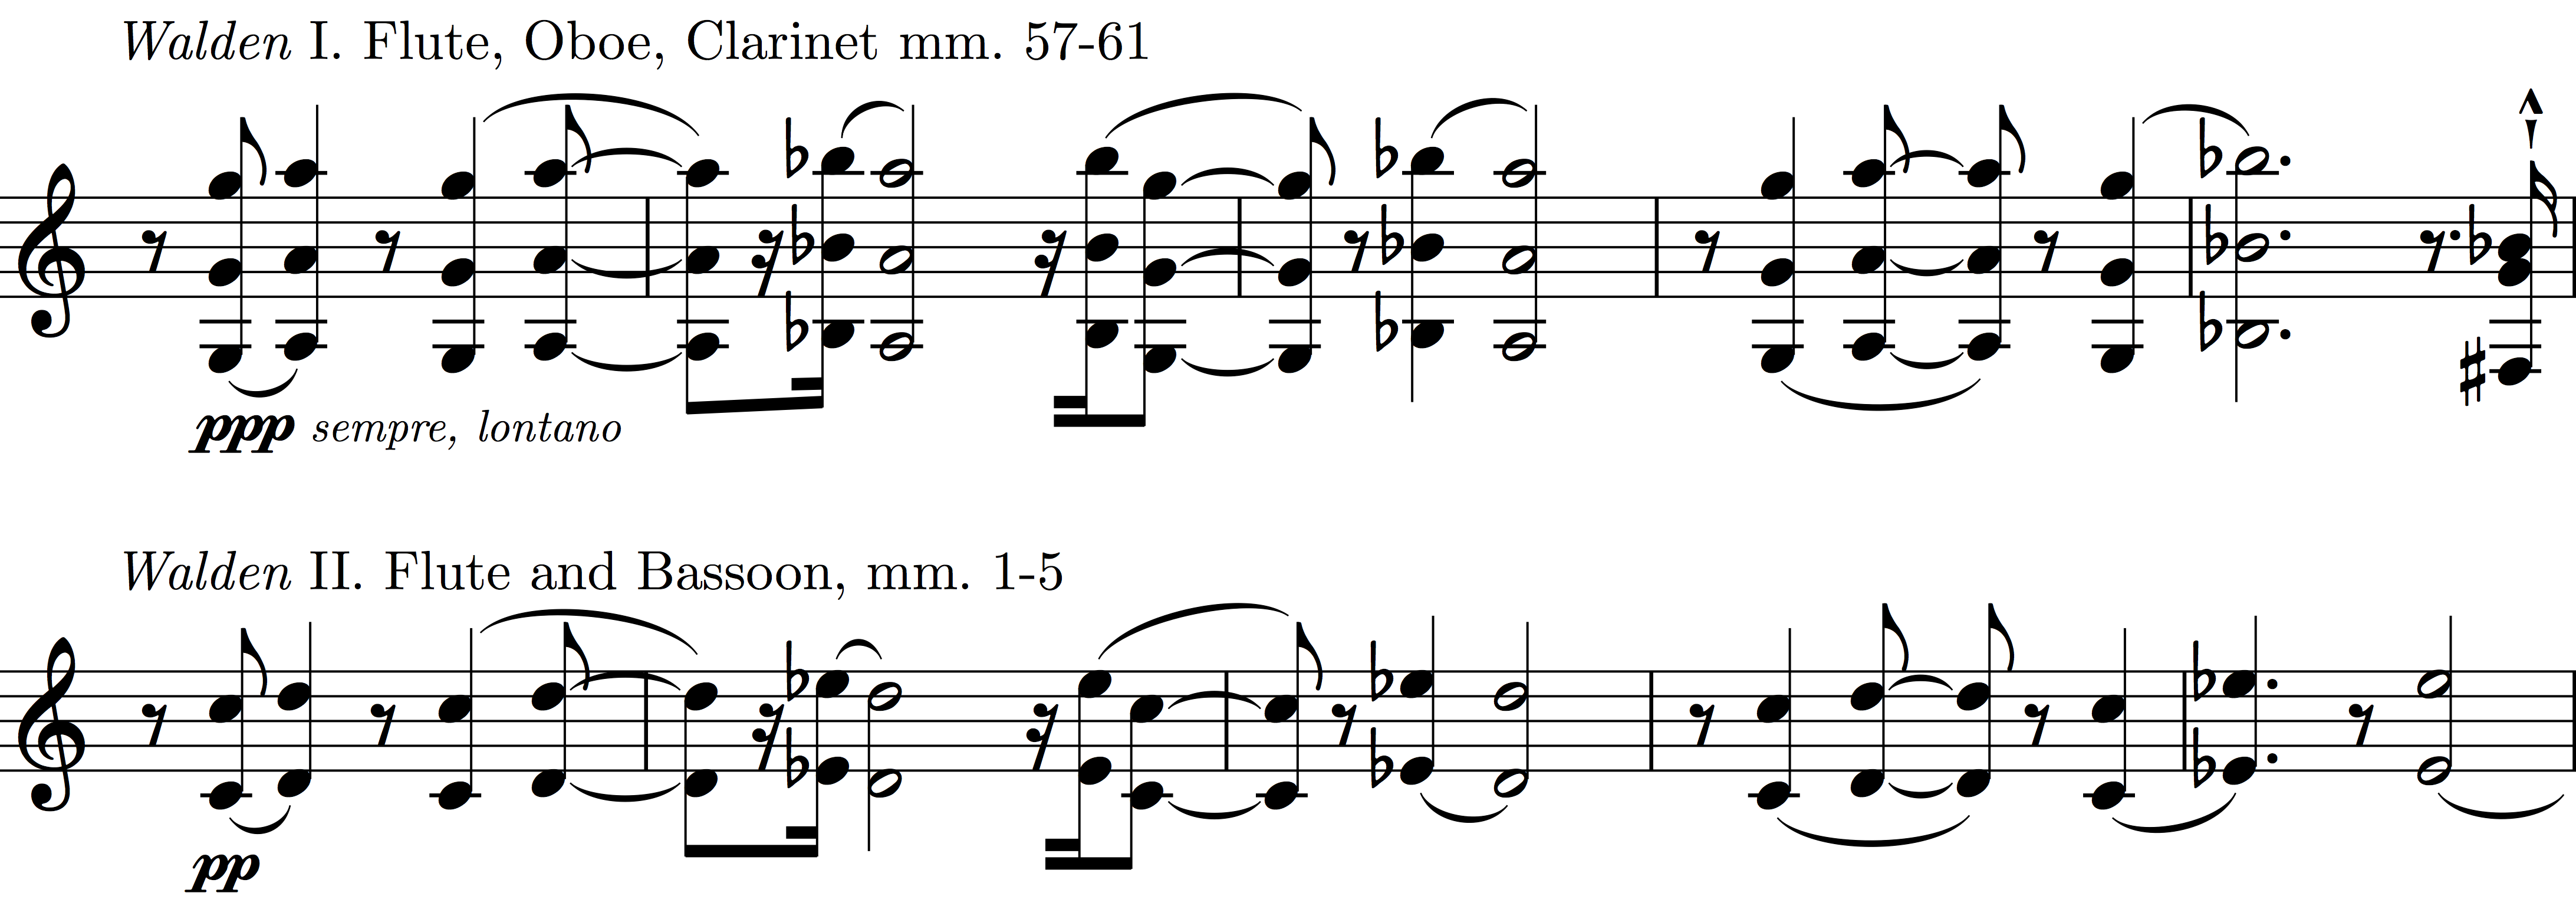 Walden I. Flute, Oboe, Clarinet mm. 57-61
ppp sempre, lontano
Walden II. Flute and Bassoon, mm. 1-5
pp